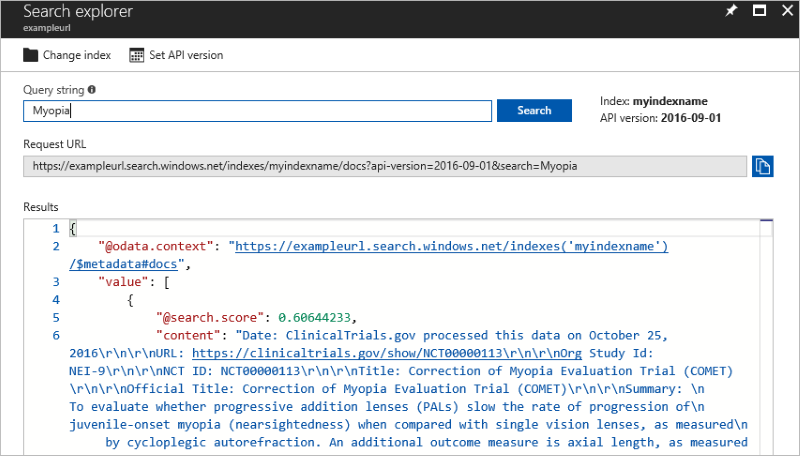 Search explorer
exampleurl
Change index
Set API version
Query string
Myopia
Search
Index: myindexname
API version: 2016-09-01
Request URL
https://exampleurl.search.windows.net/indexes/myindexname/docs?api-version=2016-09-01&search=Myopia
Results
1 {
2 "@odata.context": "https://exampleurl.search.windows.net/indexes('myindexname')
/$metadata#docs",
3 "value": [
4 {
5 "@search.score": 0.60644233,
6 "content": "Date: ClinicalTrials.gov processed this data on October 25,
2016\r\n\r\nURL: https://clinicaltrials.gov/show/NCT00000113\r\n\r\nOrg Study Id:
NEI-9\r\n\r\nNCT ID: NCT00000113\r\n\r\nTitle: Correction of Myopia Evaluation Trial (COMET)
\r\n\r\nOfficial Title: Correction of Myopia Evaluation Trial (COMET)\r\n\r\nSummary: \n
To evaluate whether progressive addition lenses (PALs) slow the rate of progression of\n
juvenile-onset myopia (nearsightedness) when compared with single vision lenses, as measured\n
by cycloplegic autorefraction. An additional outcome measure is axial length, as measured